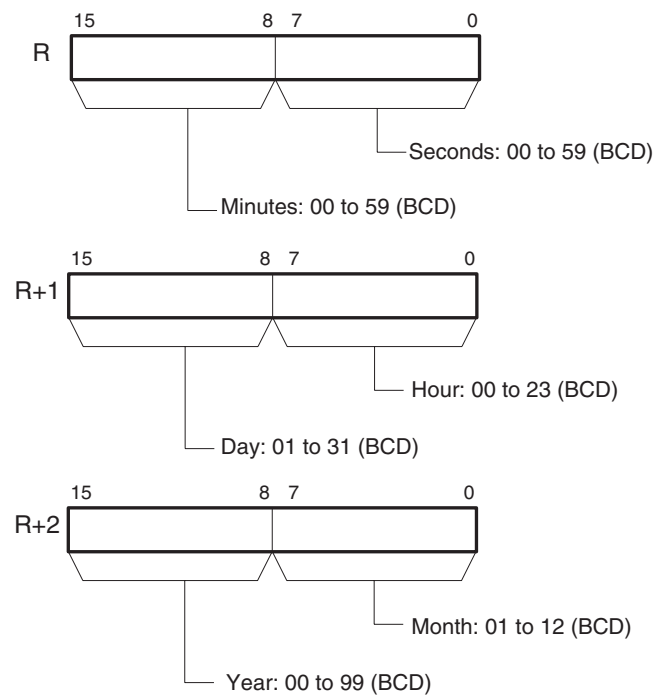 15 8 7 0
R
Seconds: 00 to 59 (BCD)
Minutes: 00 to 59 (BCD)
15 8 7 0
R+1
Hour: 00 to 23 (BCD)
Day: 01 to 31 (BCD)
15 8 7 0
R+2
Month: 01 to 12 (BCD)
Year: 00 to 99 (BCD)